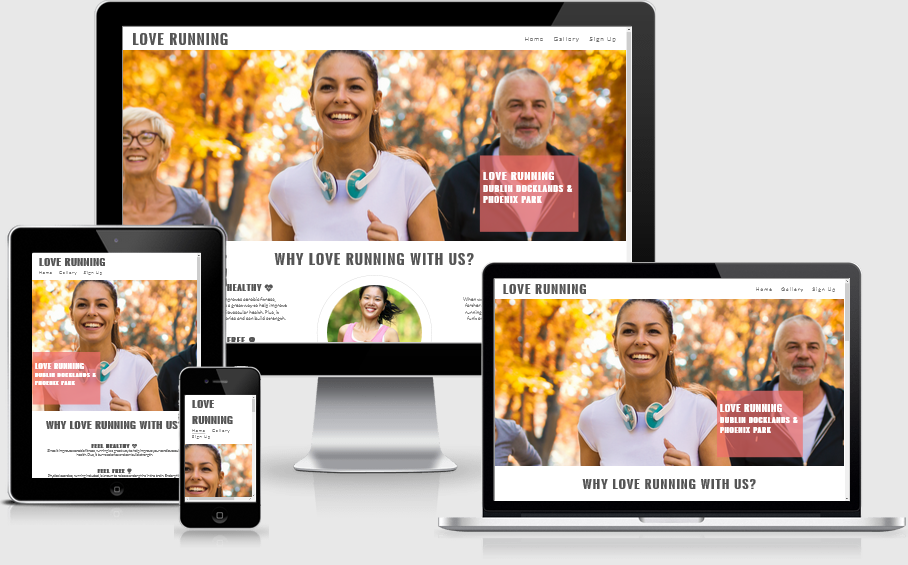 LOVE RUNNING
Home Gallery Sign Up
LOVE RUNNING
DUBLIN DOCKLANDS &
PHOENIX PARK
WHY LOVE RUNNING WITH US?
HEALTHY
FREE
When
LOVE RUNNING
Home Gallery Sign Up
LOVE RUNNING
DUBLIN DOCKLANDS &
PHOENIX PARK
WHY LOVE RUNNING WITH US?
FEEL HEALTHY
FEEL FREE
LOVE
RUNNING
Home Gallery
Sign Up
LOVE RUNNING
Home Gallery Sign Up
LOVE RUNNING
DUBLIN DOCKLANDS &
PHOENIX PARK
WHY LOVE RUNNING WITH US?